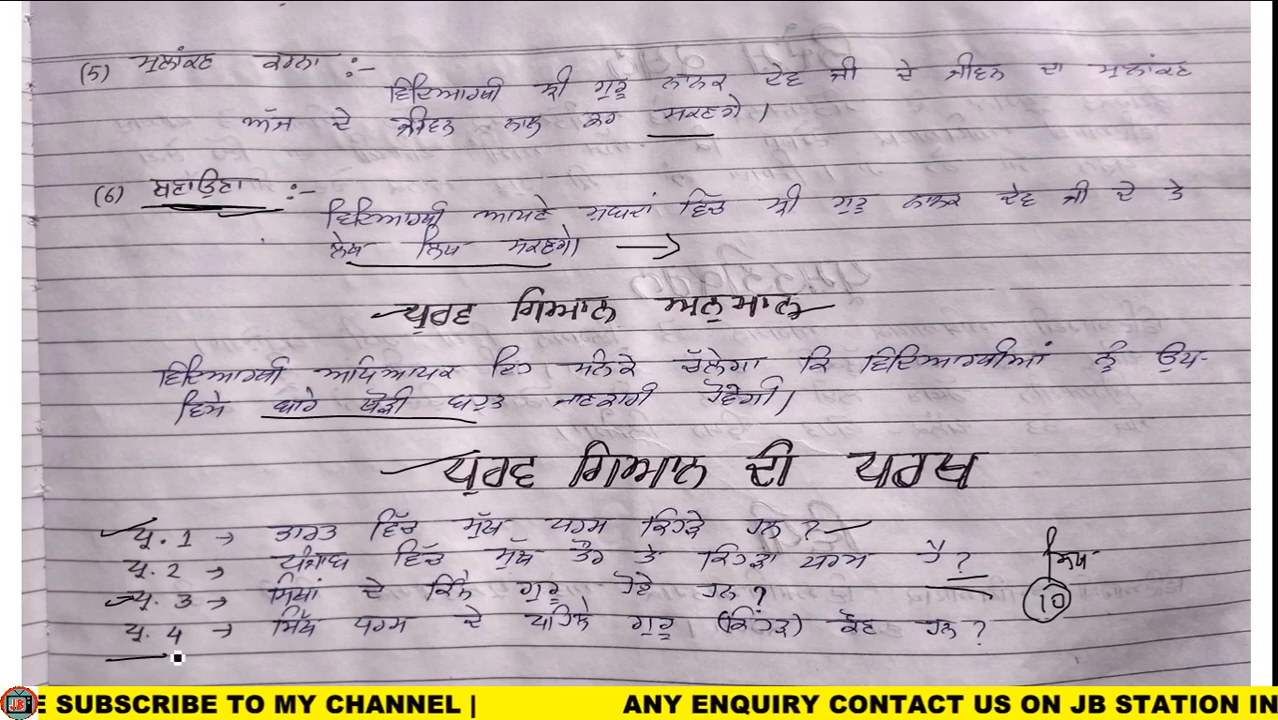 (5) ਮੁਲਾਂਕਣ ਕਰਨਾ :-
ਵਿਦਿਆਰਥੀ ਸ਼੍ਰੀ ਗੁਰੂ ਨਾਨਕ ਦੇਵ ਜੀ ਦੇ ਜੀਵਨ ਦਾ ਮੁਲਾਂਕਣ
ਅੱਜ ਦੇ ਜੀਵਨ ਨਾਲ ਕਰ ਸਕਣਗੇ।
(6) ਬਣਾਉਣਾ :-
ਵਿਦਿਆਰਥੀ ਆਪਣੇ ਸ਼ਬਦਾਂ ਵਿੱਚ ਸ਼੍ਰੀ ਗੁਰੂ ਨਾਨਕ ਦੇਵ ਜੀ ਦੇ ਤੇ
ਲੇਖ ਲਿਖ ਸਕਣਗੇ। →
ਪੂਰਵ ਗਿਆਨ ਅਨੁਮਾਨ
ਵਿਦਿਆਰਥੀ ਅਧਿਆਪਕ ਇਹ ਮੰਨਕੇ ਚੱਲੇਗਾ ਕਿ ਵਿਦਿਆਰਥੀਆਂ ਨੂੰ ਉਪ-
ਵਿਸ਼ੇ ਬਾਰੇ ਥੋੜੀ ਬਹੁਤ ਜਾਣਕਾਰੀ ਹੋਵੇਗੀ।
ਪੂਰਵ ਗਿਆਨ ਦੀ ਪਰਖ
ਪ੍ਰ. 1 → ਭਾਰਤ ਵਿੱਚ ਮੁੱਖ ਧਰਮ ਕਿਹੜੇ ਹਨ?
ਪ੍ਰ. 2 → ਪੰਜਾਬ ਵਿੱਚ ਮੁੱਖ ਤੌਰ ਤੇ ਕਿਹੜਾ ਧਰਮ ਹੈ?
ਪ੍ਰ. 3 → ਸਿੱਖਾਂ ਦੇ ਕਿੰਨੇ ਗੁਰੂ ਹੋਏ ਹਨ?
10
ਪ੍ਰ. 4 → ਸਿੱਖ ਧਰਮ ਦੇ ਪਹਿਲੇ ਗੁਰੂ ਕੌਣ ਹਨ?
E SUBSCRIBE TO MY CHANNEL | ANY ENQUIRY CONTACT US ON JB STATION IN